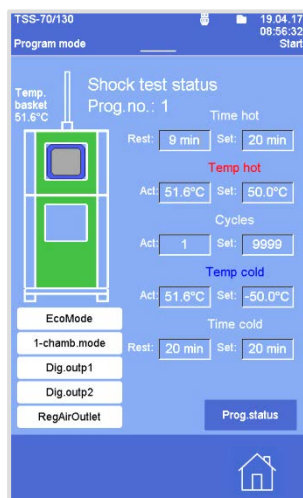 TSS-70/130 19.04.17
08:56:32
Program mode Start
Temp. basket 51.6°C
Shock test status
Prog.no.: 1
Time hot
Rest: 9 min Set: 20 min
Temp hot
Act: 51.6°C Set: 50.0°C
Cycles
Act: 1 Set: 9999
Temp cold
Act: 51.6°C Set: -50.0°C
Time cold
Rest: 20 min Set: 20 min
EcoMode
1-chamb.mode
Dig.outp1
Dig.outp2
RegAirOutlet
Prog.status